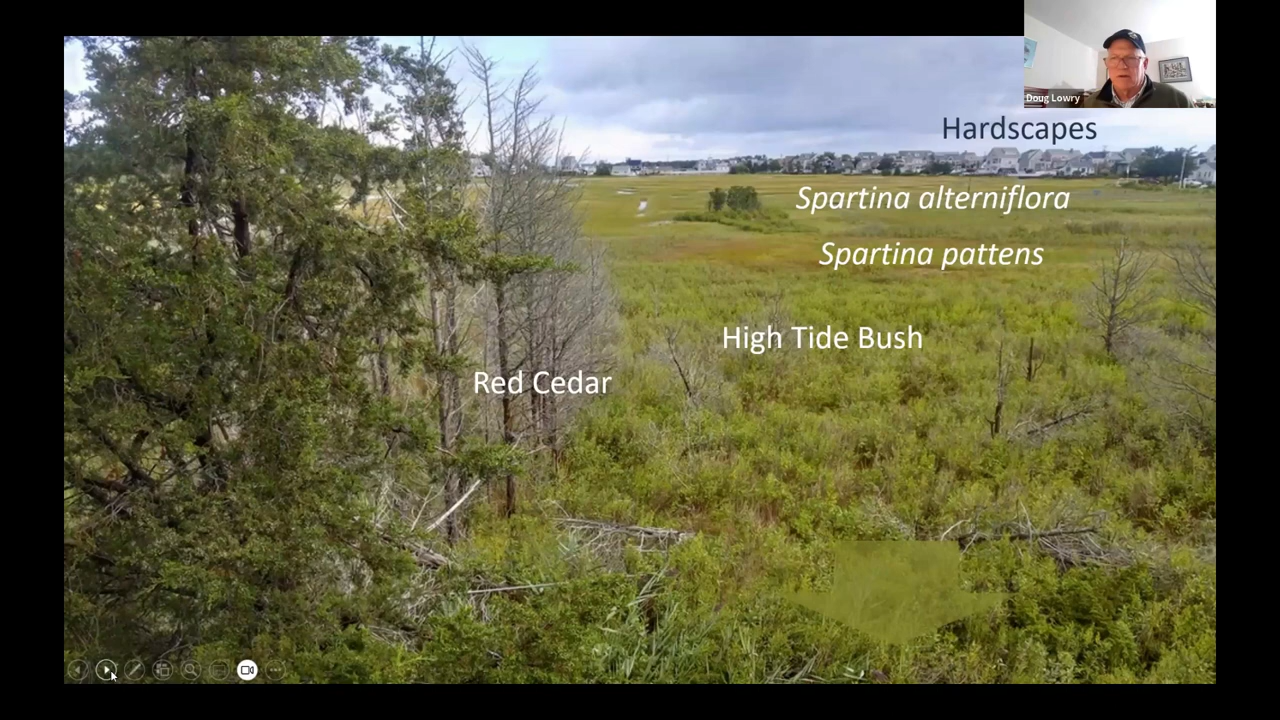 Doug Lowry
Hardscapes
Spartina alterniflora
Spartina pattens
High Tide Bush
Red Cedar